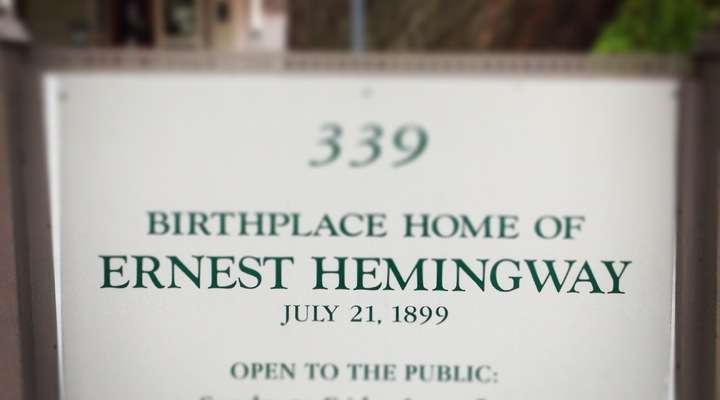 339
BIRTHPLACE HOME OF
ERNEST HEMINGWAY
JULY 21, 1899
OPEN TO THE PUBLIC: